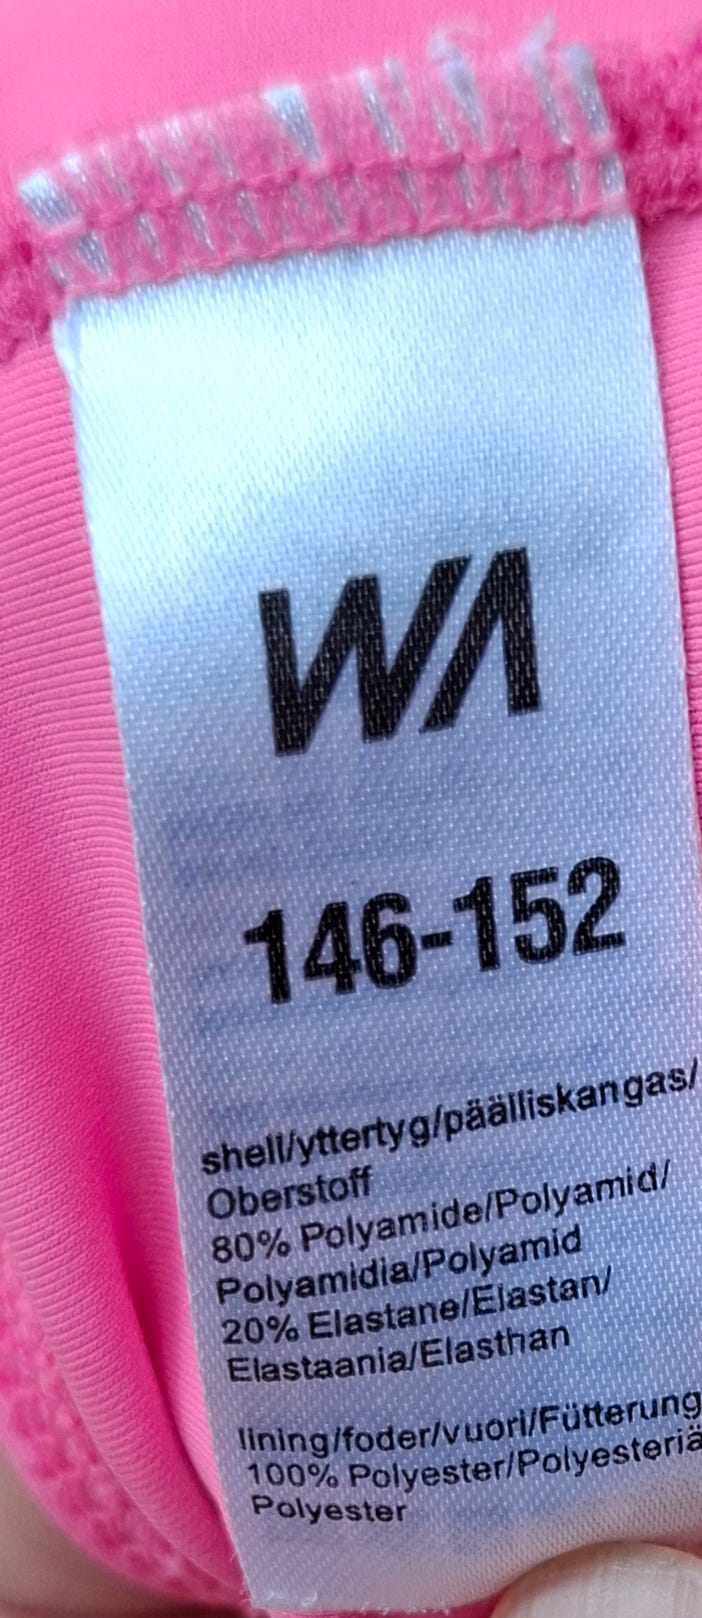 WA
146-152
shell/yttertyg/päälliskangas/
Oberstoff
80% Polyamide/Polyamid/
Polyamidia/Polyamid
20% Elastane/Elastan/
Elastaania/Elasthan
lining/foder/vuori/Fütterung
100% Polyester/Polyesteriä
Polyester